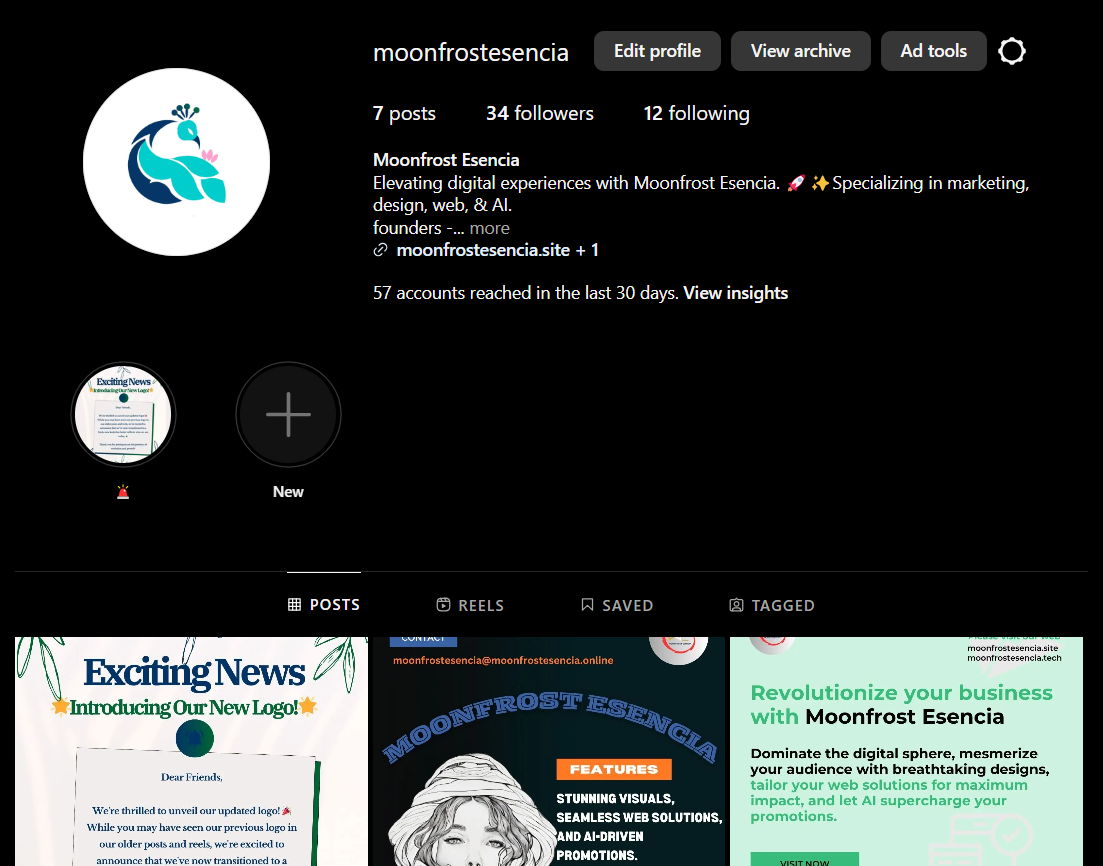 moonfrostesencia
Edit profile
View archive
Ad tools
7 posts
34 followers
12 following
Moonfrost Esencia
Elevating digital experiences with Moonfrost Esencia. 🚀 ✨Specializing in marketing,
design, web, & AI.
founders -... more
moonfrostesencia.site + 1
57 accounts reached in the last 30 days. View insights
Exciting News
Introducing Our New Logo!
Dear Friends,
🚨
New
POSTS
REELS
SAVED
TAGGED
Exciting News
🌟Introducing Our New Logo!🌟
Dear Friends,
We're thrilled to unveil our updated logo! 🎉
While you may have seen our previous logo in
our older posts and reels, we're excited to
announce that we've now transitioned to a
CONTACT
moonfrostesencia@moonfrostesencia.online
MOONFROST ESENCIA
FEATURES
STUNNING VISUALS,
SEAMLESS WEB SOLUTIONS,
AND AI-DRIVEN
PROMOTIONS.
Please visit our web
moonfrostesencia.site
moonfrostesencia.tech
Revolutionize your business
with Moonfrost Esencia
Dominate the digital sphere, mesmerize
your audience with breathtaking designs,
tailor your web solutions for maximum
impact, and let AI supercharge your
promotions.
VISIT NOW